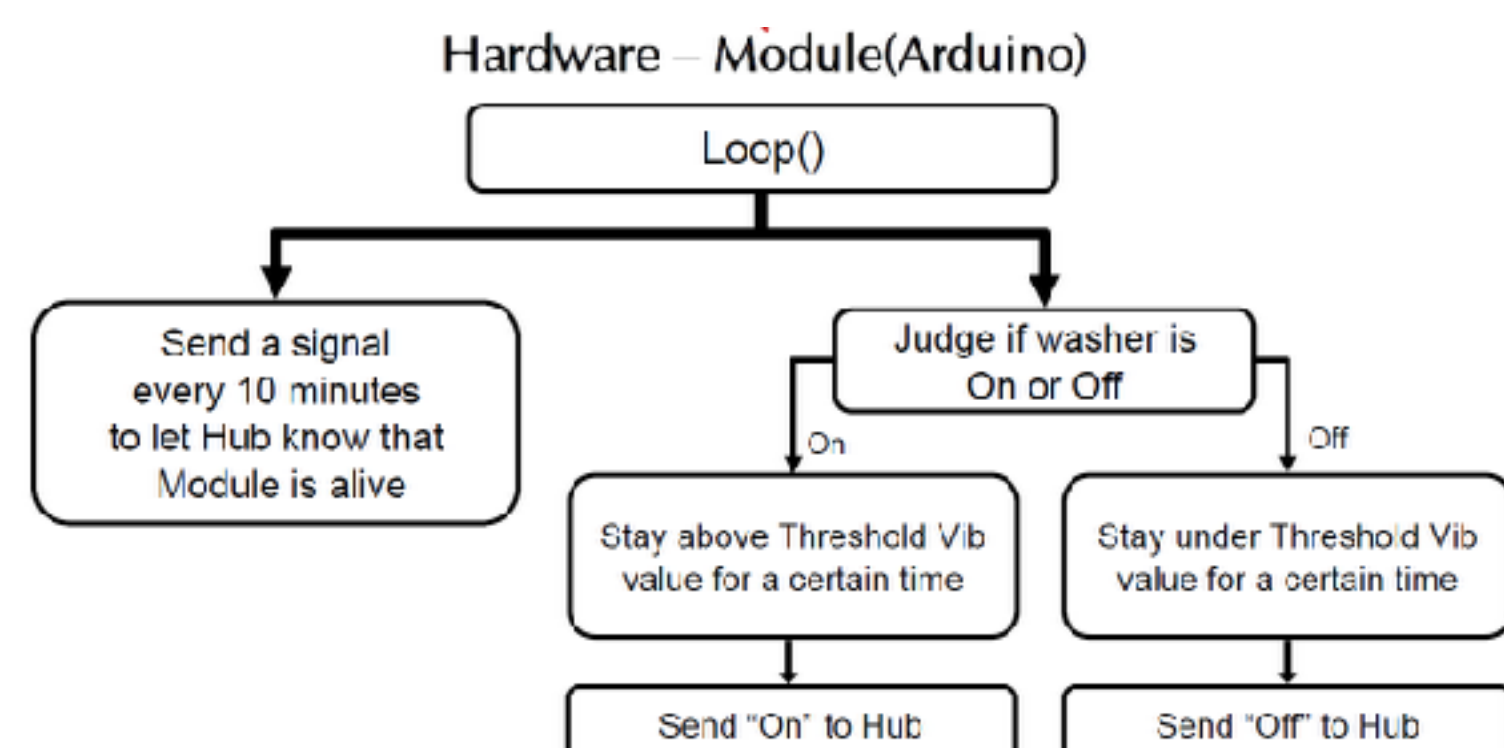 Hardware – Module(Arduino)
Loop()
Send a signal
every 10 minutes
to let Hub know that
Module is alive
Judge if washer is
On or Off
On
Off
Stay above Threshold Vib
value for a certain time
Stay under Threshold Vib
value for a certain time
Send "On" to Hub
Send "Off" to Hub